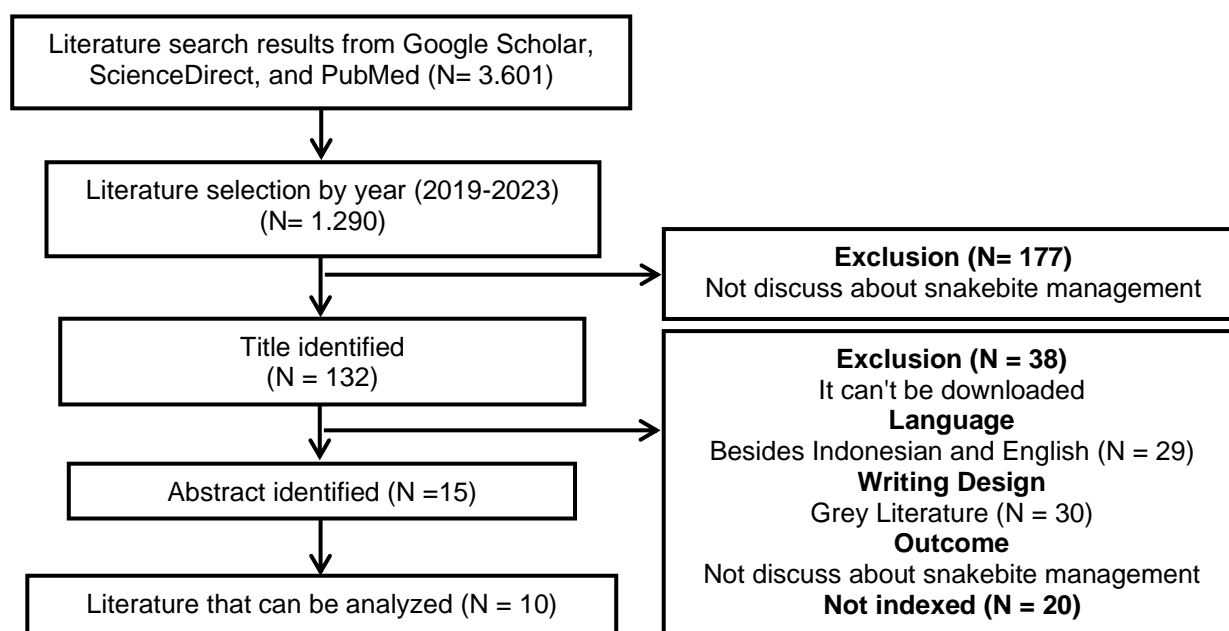 Literature search results from Google Scholar,
ScienceDirect, and PubMed (N= 3.601)
Literature selection by year (2019-2023)
(N= 1.290)
Exclusion (N= 177)
Not discuss about snakebite management
Title identified
(N = 132)
Exclusion (N = 38)
It can't be downloaded
Language
Besides Indonesian and English (N = 29)
Writing Design
Grey Literature (N = 30)
Outcome
Not discuss about snakebite management
Not indexed (N = 20)
Abstract identified (N =15)
Literature that can be analyzed (N = 10)